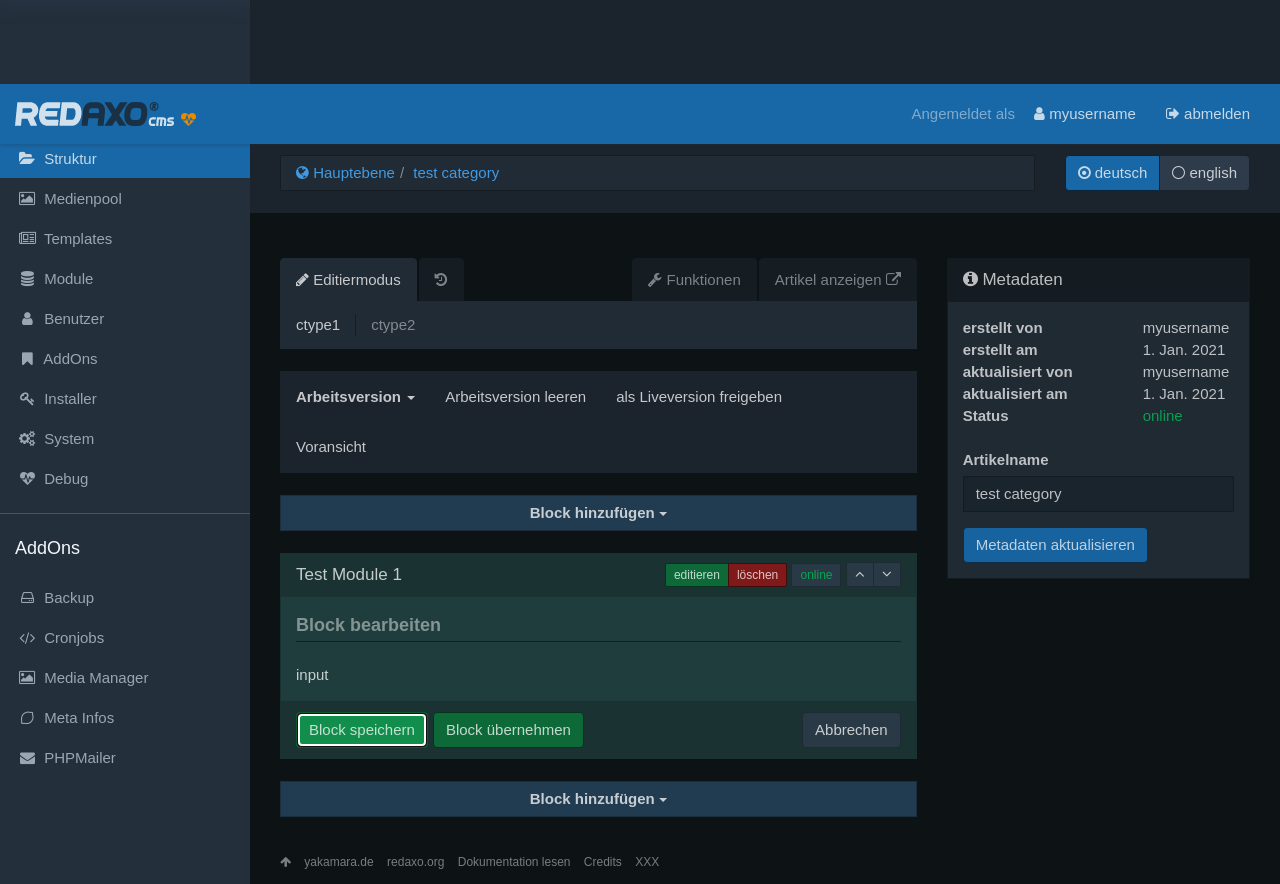 REDAXO® cms
Angemeldet als myusername abmelden
Struktur
Medienpool
Templates
Module
Benutzer
AddOns
Installer
System
Debug
AddOns
Backup
Cronjobs
Media Manager
Meta Infos
PHPMailer
Hauptebene / test category
deutsch english
Editiermodus Funktionen Artikel anzeigen
ctype1 ctype2
Arbeitsversion Arbeitsversion leeren als Liveversion freigeben
Voransicht
Block hinzufügen
Test Module 1 editieren löschen online
Block bearbeiten
input
Block speichern Block übernehmen Abbrechen
Block hinzufügen
Metadaten
erstellt von myusername
erstellt am 1. Jan. 2021
aktualisiert von myusername
aktualisiert am 1. Jan. 2021
Status online
Artikelname
test category
Metadaten aktualisieren
yakamara.de redaxo.org Dokumentation lesen Credits XXX